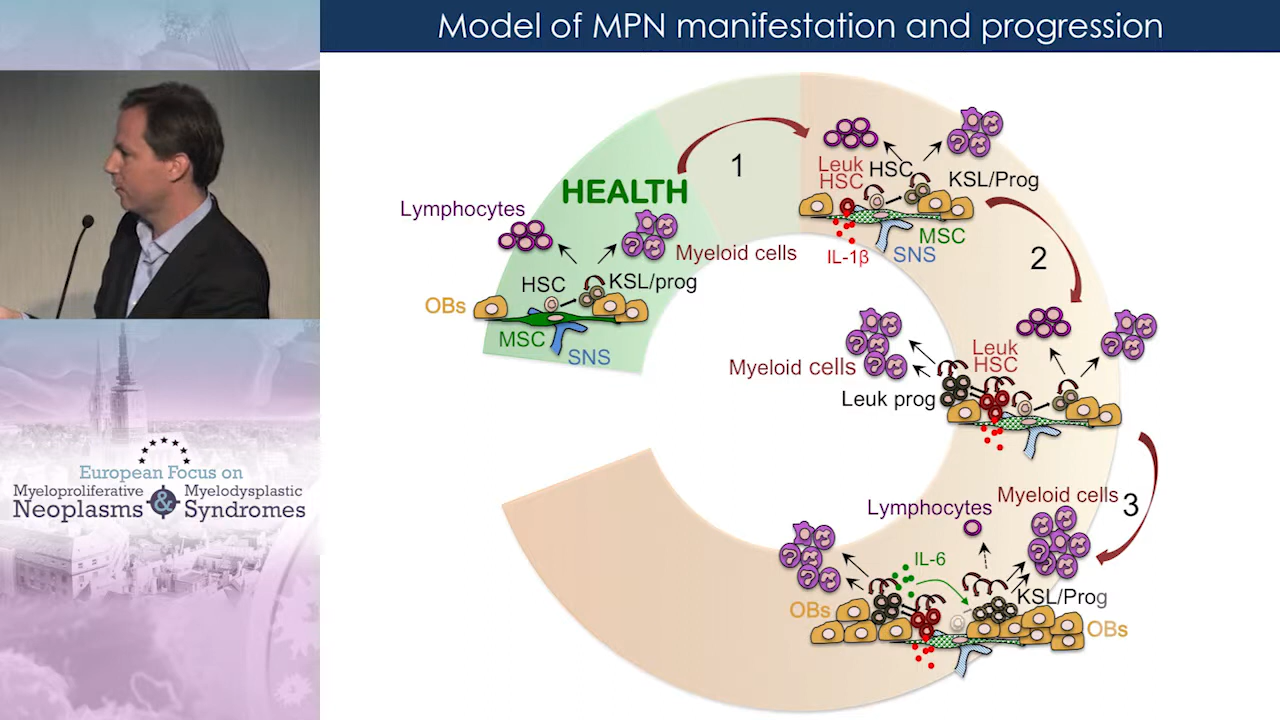 Model of MPN manifestation and progression
HEALTH
Lymphocytes
Myeloid cells
HSC
KSL/prog
OBs
MSC
SNS
1
Leuk
HSC
HSC
KSL/Prog
MSC
IL-1β
SNS
2
Leuk
HSC
Myeloid cells
Leuk prog
3
Lymphocytes
Myeloid cells
IL-6
KSL/Prog
OBs
OBs
European Focus on
Myeloproliferative
Neoplasms
&
Myelodysplastic
Syndromes